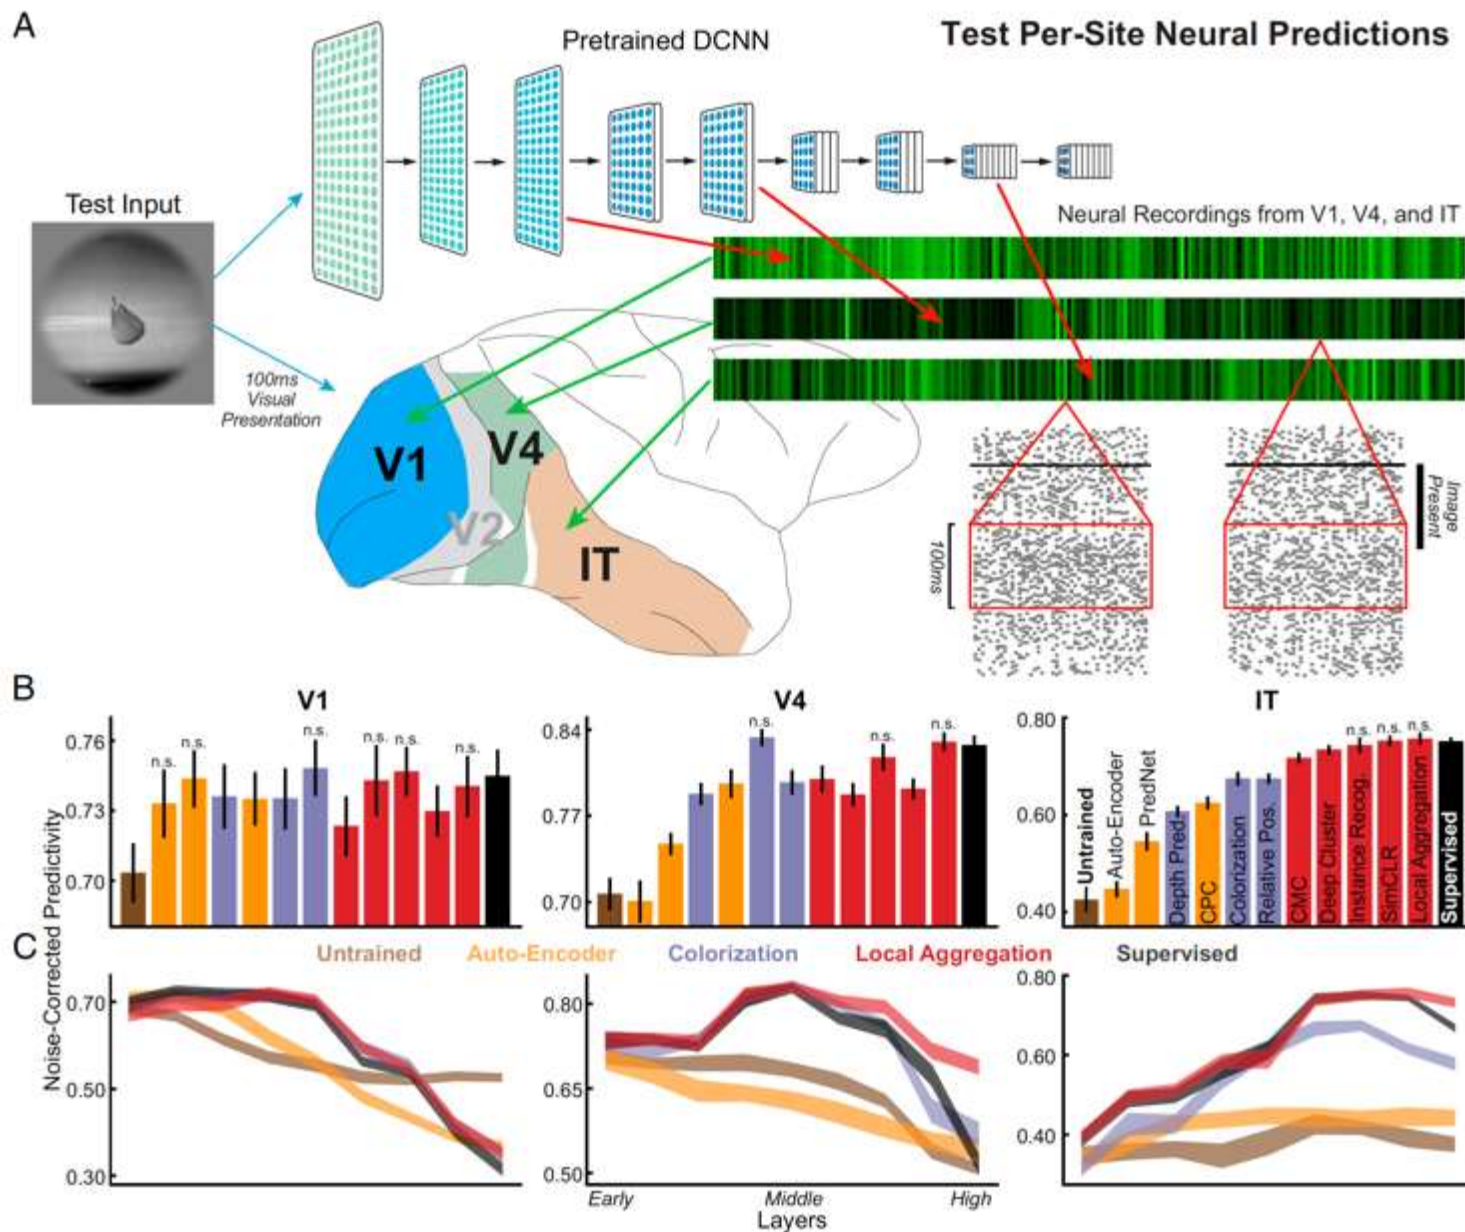 A
Pretrained DCNN
Test Per-Site Neural Predictions
Test Input
Neural Recordings from V1, V4, and IT
100ms
Visual
Presentation
V1
V4
V2
IT
100ms
Image
Present
B
V1
V4
IT
Noise-Corrected Predictivity
0.76
0.73
0.70
n.s.
n.s.
n.s.
n.s.
n.s.
n.s.
0.84
0.77
0.70
n.s.
n.s.
n.s.
0.80
0.60
0.40
n.s.
n.s.
n.s.
Untrained
Auto-Encoder
PredNet
Depth Pred.
CPC
Colorization
Relative Pos.
CMC
Deep Cluster
Instance Recog.
SimCLR
Local Aggregation
Supervised
C
Untrained Auto-Encoder Colorization Local Aggregation Supervised
0.70
0.50
0.30
0.80
0.65
0.50
0.80
0.60
0.40
Early Middle High
Layers